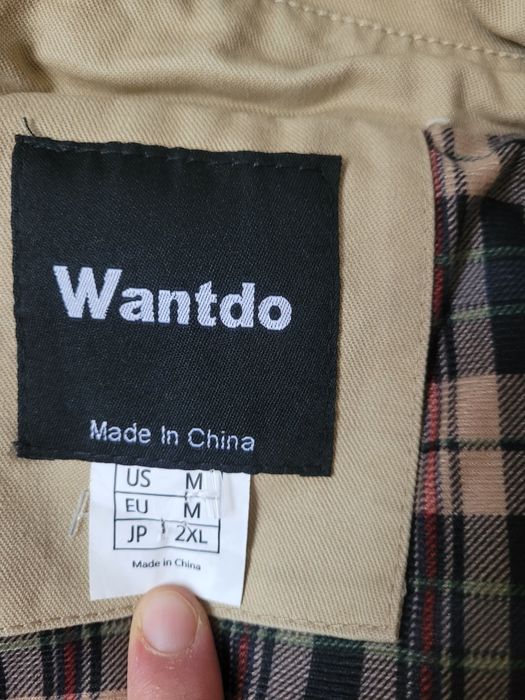 Wantdo
Made In China
US M
EU M
JP 2XL
Made in China